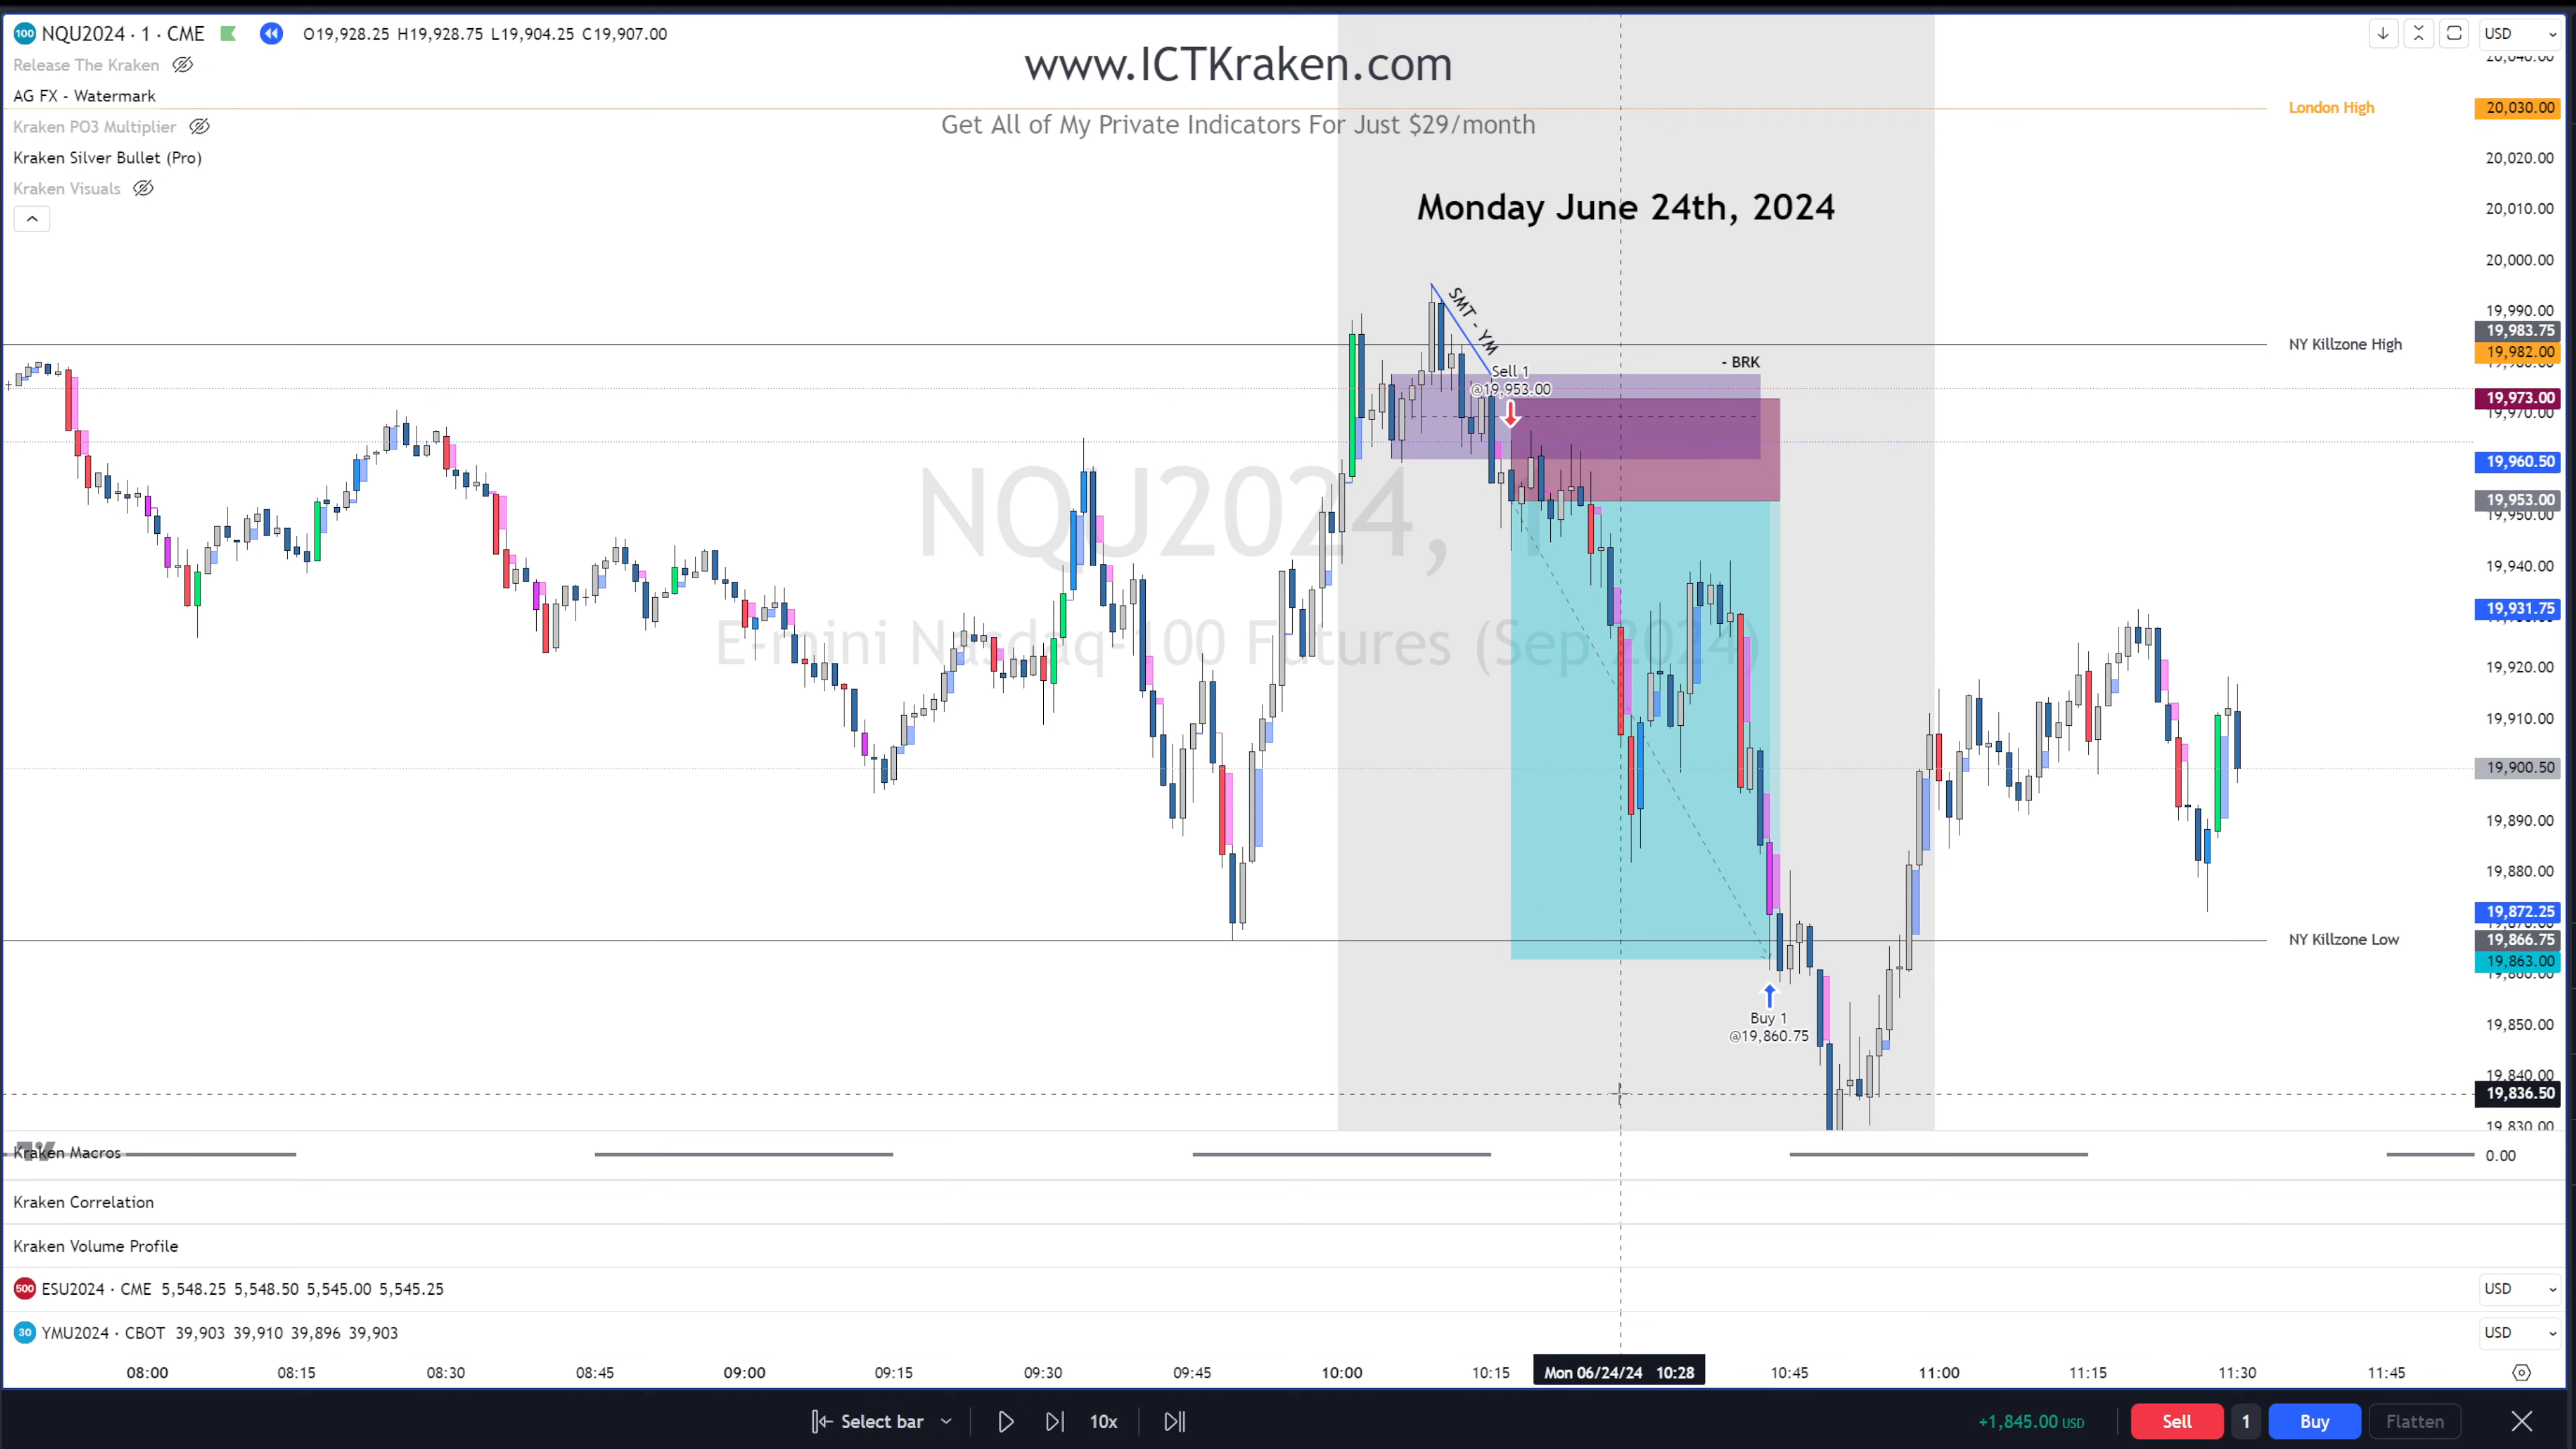 NQU2024 · 1 · CME O19,928.25 H19,928.75 L19,904.25 C19,907.00
USD
Release The Kraken
www.ICTKraken.com
AG FX - Watermark
London High 20,030.00
Kraken PO3 Multiplier
Get All of My Private Indicators For Just $29/month
Kraken Silver Bullet (Pro)
20,020.00
Kraken Visuals
Monday June 24th, 2024
20,010.00
20,000.00
19,990.00
SMT - YM
19,983.75
NY Killzone High
19,982.00
- BRK
Sell 1
@19,953.00
19,973.00
19,970.00
19,960.50
19,953.00
19,950.00
NQU2024, 1
19,940.00
19,931.75
E-mini Nasdaq-100 Futures (Sep 2024)
19,920.00
19,910.00
19,900.50
19,890.00
19,880.00
19,872.25
NY Killzone Low 19,866.75
19,863.00
Buy 1
@19,860.75
19,850.00
19,840.00
19,836.50
19,830.00
Kraken Macros
0.00
Kraken Correlation
Kraken Volume Profile
500 ESU2024 · CME 5,548.25 5,548.50 5,545.00 5,545.25
USD
30 YMU2024 · CBOT 39,903 39,910 39,896 39,903
USD
08:00 08:15 08:30 08:45 09:00 09:15 09:30 09:45 10:00 10:15 Mon 06/24/24 10:28 10:45 11:00 11:15 11:30 11:45
Select bar 10x +1,845.00 USD Sell 1 Buy Flatten